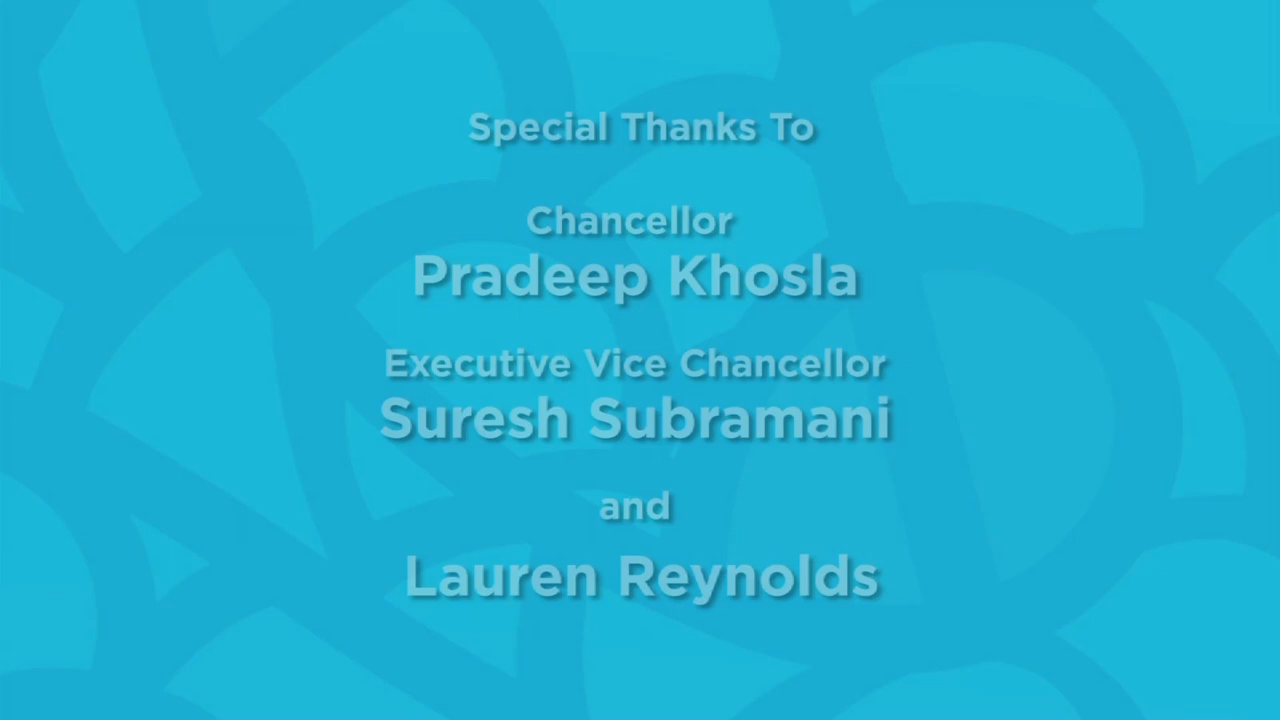 Special Thanks To
Chancellor
Pradeep Khosla
Executive Vice Chancellor
Suresh Subramani
and
Lauren Reynolds